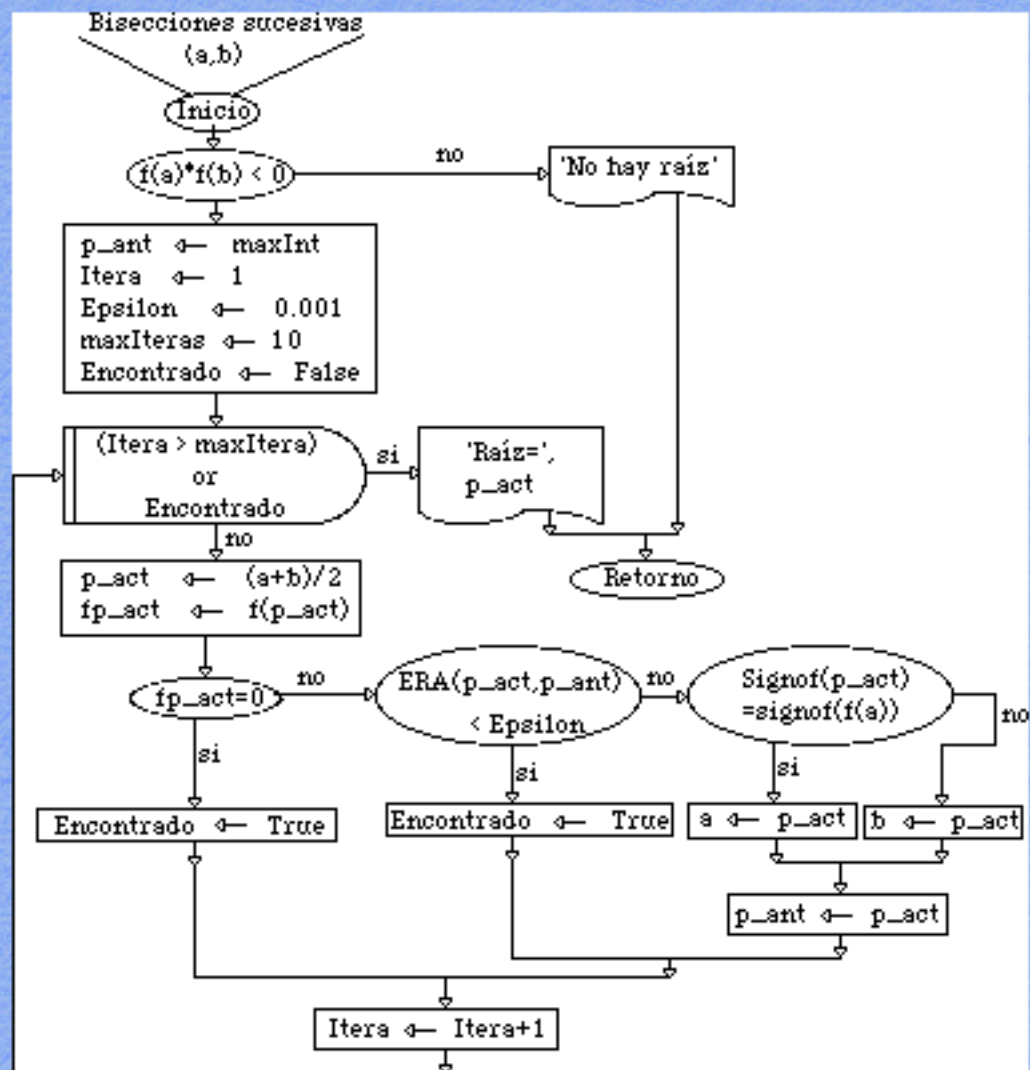 Bisecciones sucesivas
(a,b)
Inicio
f(a)*f(b) < 0
no
'No hay raíz'
p_ant ← maxInt
Itera ← 1
Epsilon ← 0.001
maxIteras ← 10
Encontrado ← False
(Itera > maxItera)
or
Encontrado
si
'Raíz=',
p_act
no
Retorno
p_act ← (a+b)/2
fp_act ← f(p_act)
fp_act=0
no
ERA(p_act,p_ant)
< Epsilon
no
Signof(p_act)
=signof(f(a))
no
si
si
si
Encontrado ← True
Encontrado ← True
a ← p_act
b ← p_act
p_ant ← p_act
Itera ← Itera+1